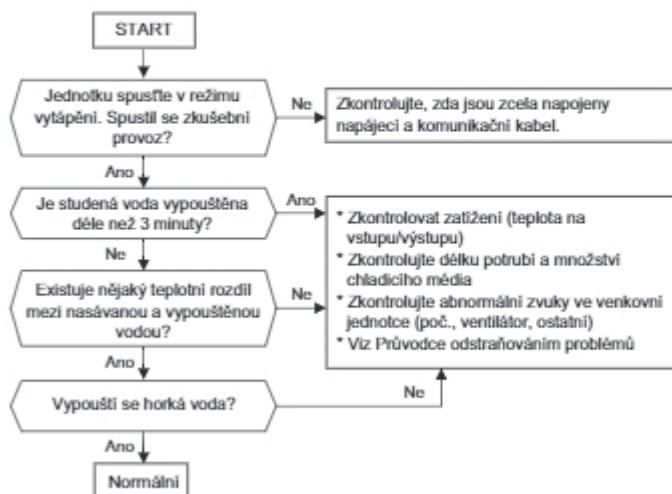 START
Jednotku spusťte v režimu
vytápění. Spustil se zkušební
provoz?
Ne
Zkontrolujte, zda jsou zcela napojeny
napájecí a komunikační kabel.
Ano
Je studená voda vypouštěna
déle než 3 minuty?
Ano
* Zkontrolovat zatížení (teplota na
vstupu/výstupu)
* Zkontrolujte délku potrubí a množství
chladicího média
* Zkontrolujte abnormální zvuky ve venkovní
jednotce (poč., ventilátor, ostatní)
* Viz Průvodce odstraňováním problémů
Ne
Existuje nějaký teplotní rozdíl
mezi nasávanou a vypouštěnou
vodou?
Ne
Ano
Vypouští se horká voda?
Ne
Ano
Normální